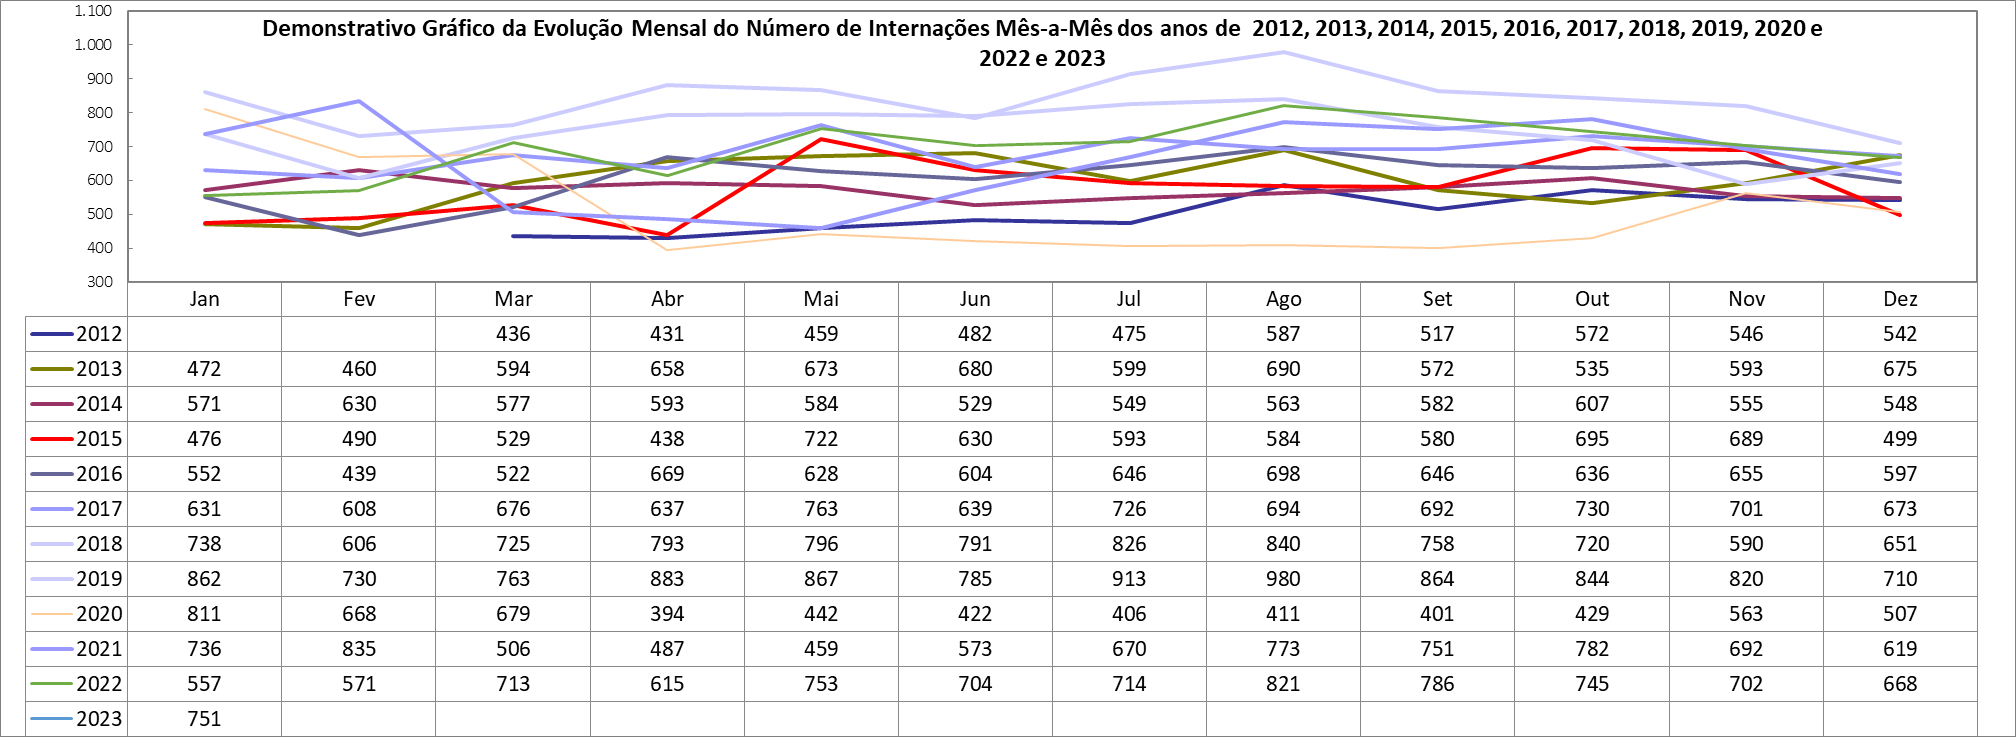 Demonstrativo Gráfico da Evolução Mensal do Número de Internações Mês-a-Mês dos anos de 2012, 2013, 2014, 2015, 2016, 2017, 2018, 2019, 2020 e
2022 e 2023
1.100
1.000
900
800
700
600
500
400
300
Jan Fev Mar Abr Mai Jun Jul Ago Set Out Nov Dez
2012 436 431 459 482 475 587 517 572 546 542
2013 472 460 594 658 673 680 599 690 572 535 593 675
2014 571 630 577 593 584 529 549 563 582 607 555 548
2015 476 490 529 438 722 630 593 584 580 695 689 499
2016 552 439 522 669 628 604 646 698 646 636 655 597
2017 631 608 676 637 763 639 726 694 692 730 701 673
2018 738 606 725 793 796 791 826 840 758 720 590 651
2019 862 730 763 883 867 785 913 980 864 844 820 710
2020 811 668 679 394 442 422 406 411 401 429 563 507
2021 736 835 506 487 459 573 670 773 751 782 692 619
2022 557 571 713 615 753 704 714 821 786 745 702 668
2023 751